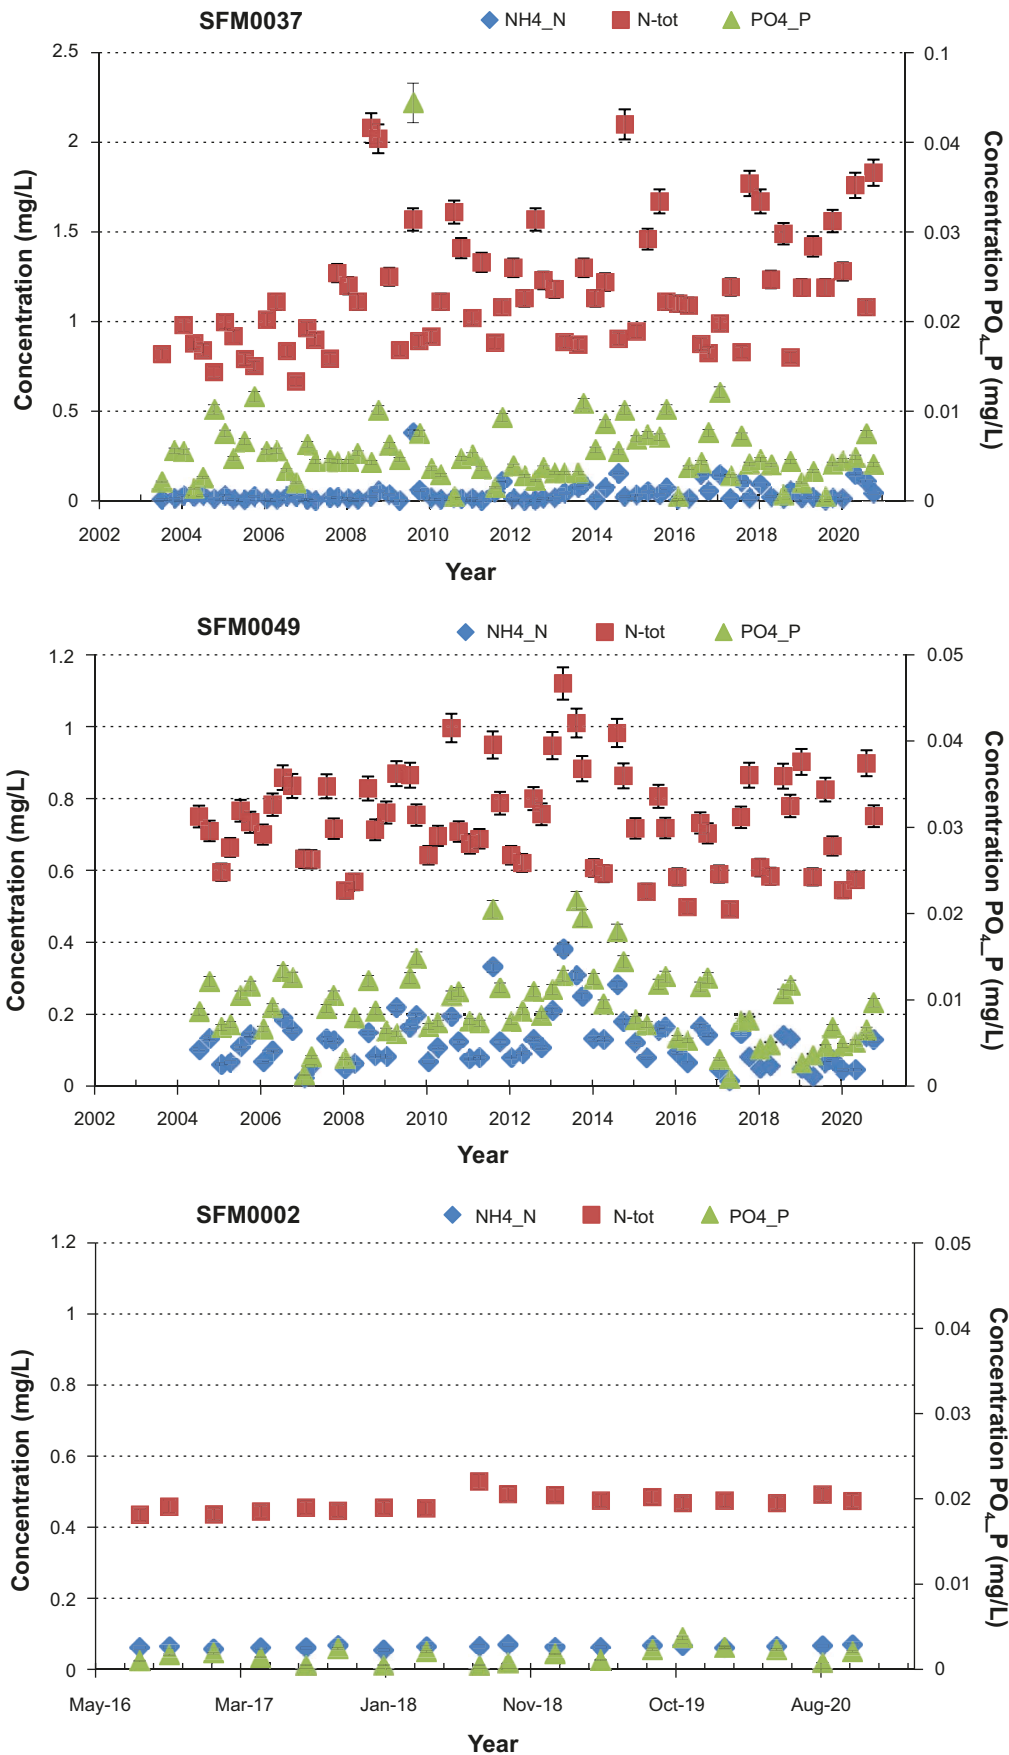 SFM0037 NH4_N N-tot PO4_P
2.5 0.1
2 0.04
1.5 0.03
1 0.02
0.5 0.01
0 0
Concentration (mg/L)
Concentration PO4_P (mg/L)
2002 2004 2006 2008 2010 2012 2014 2016 2018 2020
Year
SFM0049 NH4_N N-tot PO4_P
1.2 0.05
1 0.04
0.8 0.03
0.6
0.4 0.02
0.2 0.01
0 0
Concentration (mg/L)
Concentration PO4_P (mg/L)
2002 2004 2006 2008 2010 2012 2014 2016 2018 2020
Year
SFM0002 NH4_N N-tot PO4_P
1.2 0.05
1 0.04
0.8 0.03
0.6
0.4 0.02
0.2 0.01
0 0
Concentration (mg/L)
Concentration PO4_P (mg/L)
May-16 Mar-17 Jan-18 Nov-18 Oct-19 Aug-20
Year